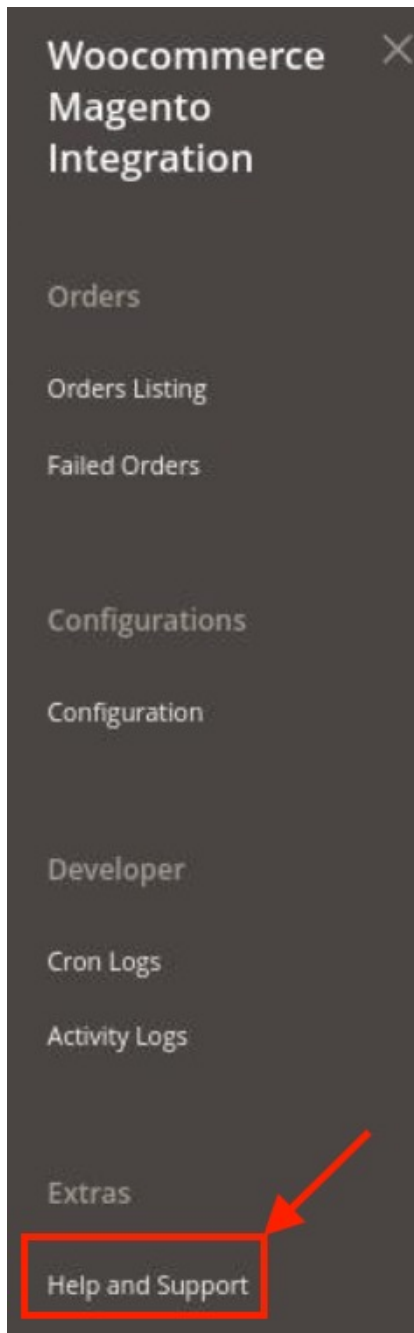 Woocommerce
Magento
Integration
Orders
Orders Listing
Failed Orders
Configurations
Configuration
Developer
Cron Logs
Activity Logs
Extras
Help and Support